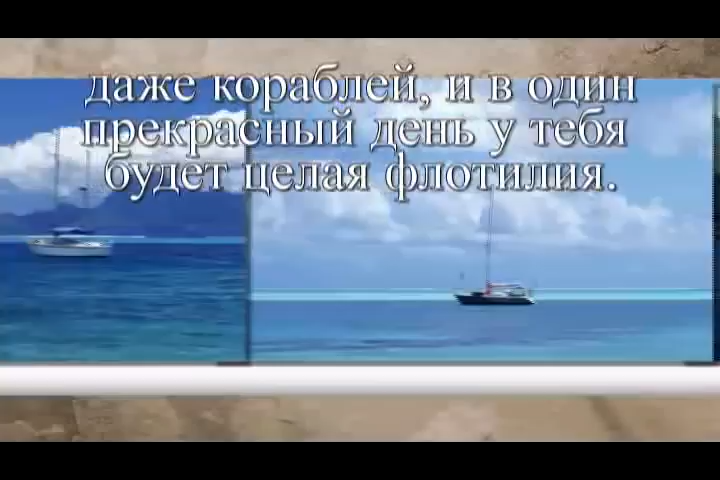 даже кораблей, и в один
прекрасный день у тебя
будет целая флотилия.